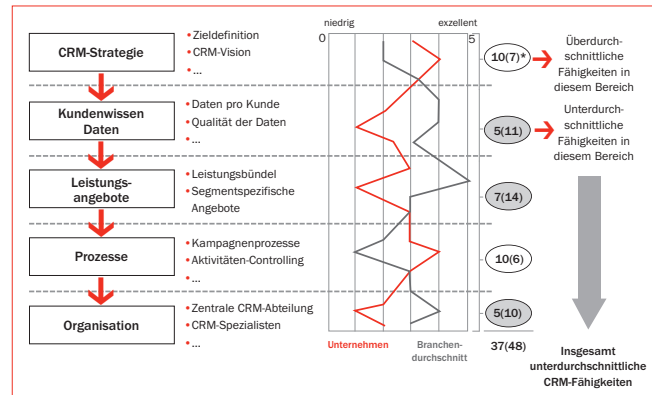 niedrig
exzellent
0
5
CRM-Strategie
• Zieldefinition
• CRM-Vision
• ...
10(7)*
Überdurch-
schnittliche
Fähigkeiten in
diesem Bereich
Kundenwissen
Daten
• Daten pro Kunde
• Qualität der Daten
• ...
5(11)
Unterdurch-
schnittliche
Fähigkeiten in
diesem Bereich
Leistungs-
angebote
• Leistungsbündel
• Segmentspezifische
Angebote
7(14)
Prozesse
• Kampagnenprozesse
• Aktivitäten-Controlling
• ...
10(6)
Organisation
• Zentrale CRM-Abteilung
• CRM-Spezialisten
• ...
5(10)
Unternehmen
Branchen-
durchschnitt
37(48)
Insgesamt
unterdurchschnittliche
CRM-Fähigkeiten